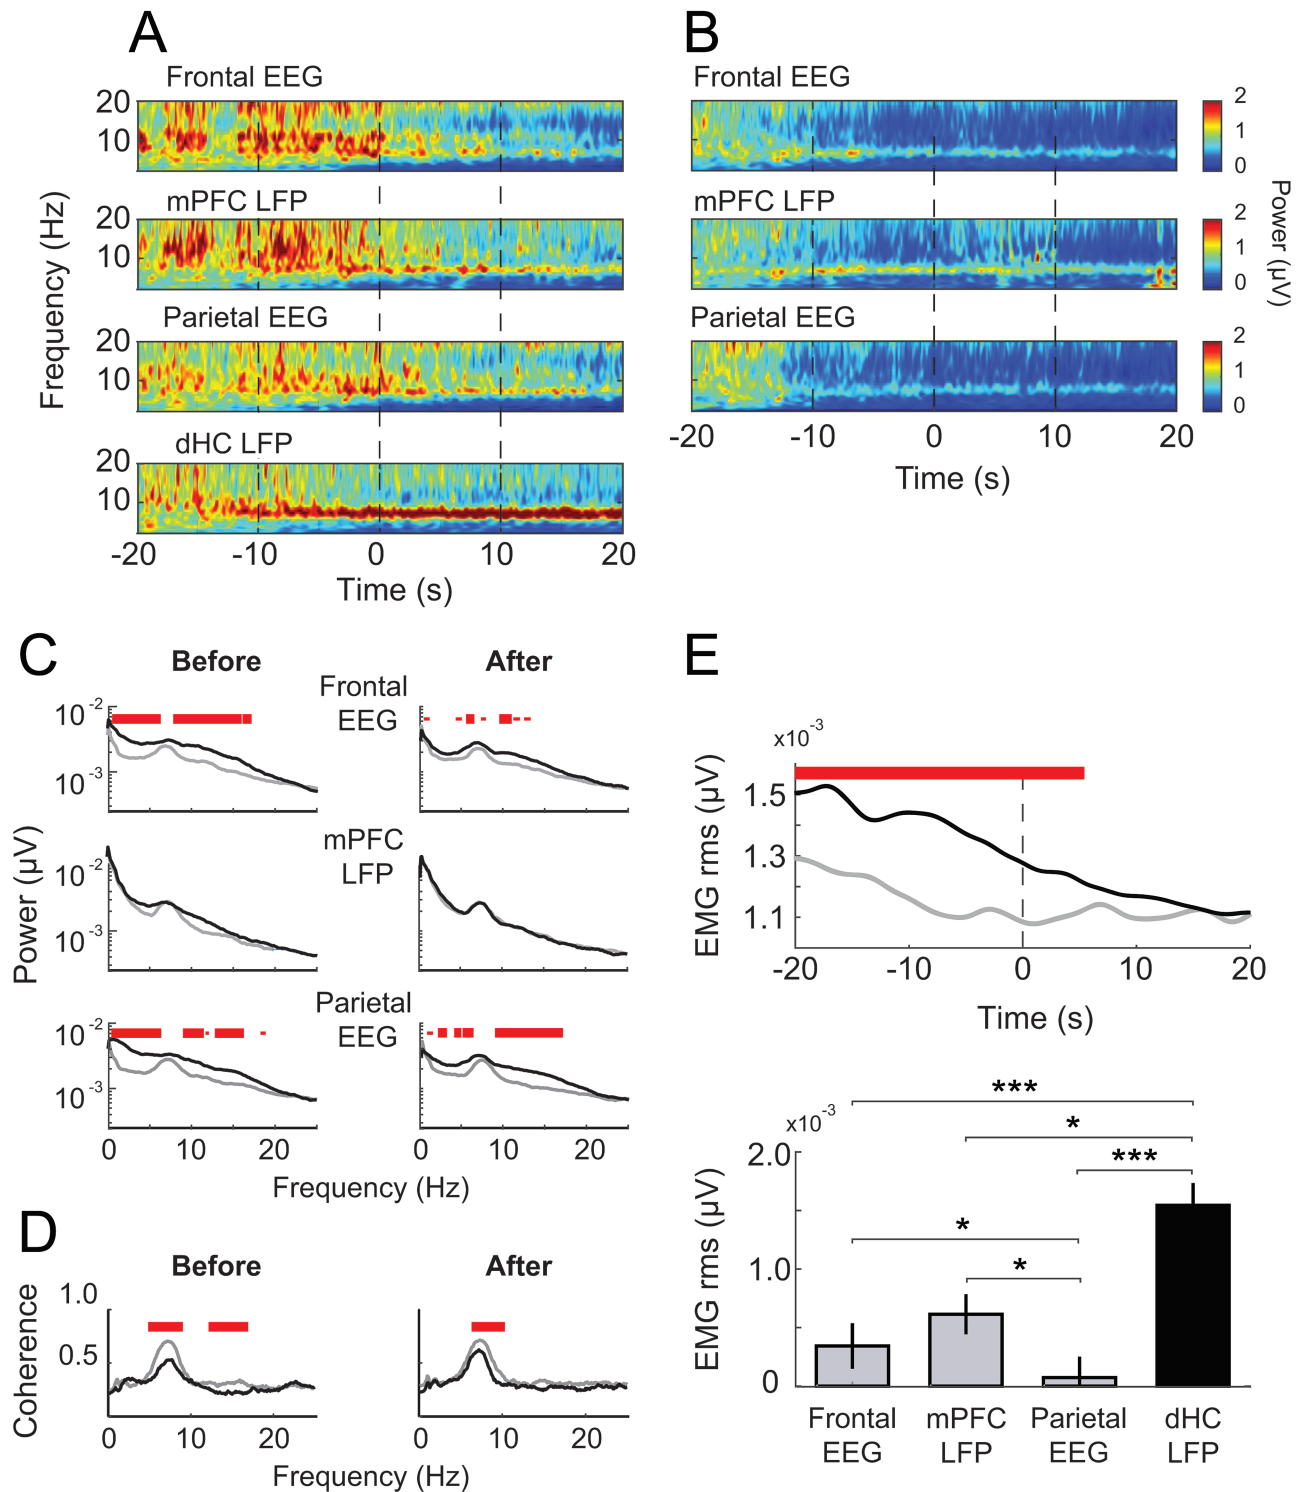 A
B
Frontal EEG
Frontal EEG
20
10
2
1
0
mPFC LFP
mPFC LFP
20
10
2
1
0
Parietal EEG
Parietal EEG
20
10
2
1
0
dHC LFP
20
10
Frequency (Hz)
Power (µV)
-20 -10 0 10 20
Time (s)
-20 -10 0 10 20
Time (s)
C
Before
After
Frontal
EEG
10-2
10-3
mPFC
LFP
10-2
10-3
Parietal
EEG
10-2
10-3
Power (µV)
0 10 20
0 10 20
Frequency (Hz)
D
Before
After
1.0
0.5
Coherence
0 10 20
0 10 20
Frequency (Hz)
E
x10-3
1.5
1.3
1.1
EMG rms (µV)
-20 -10 0 10 20
Time (s)
x10-3
***
*
***
*
*
2.0
1.0
0
EMG rms (µV)
Frontal
EEG
mPFC
LFP
Parietal
EEG
dHC
LFP